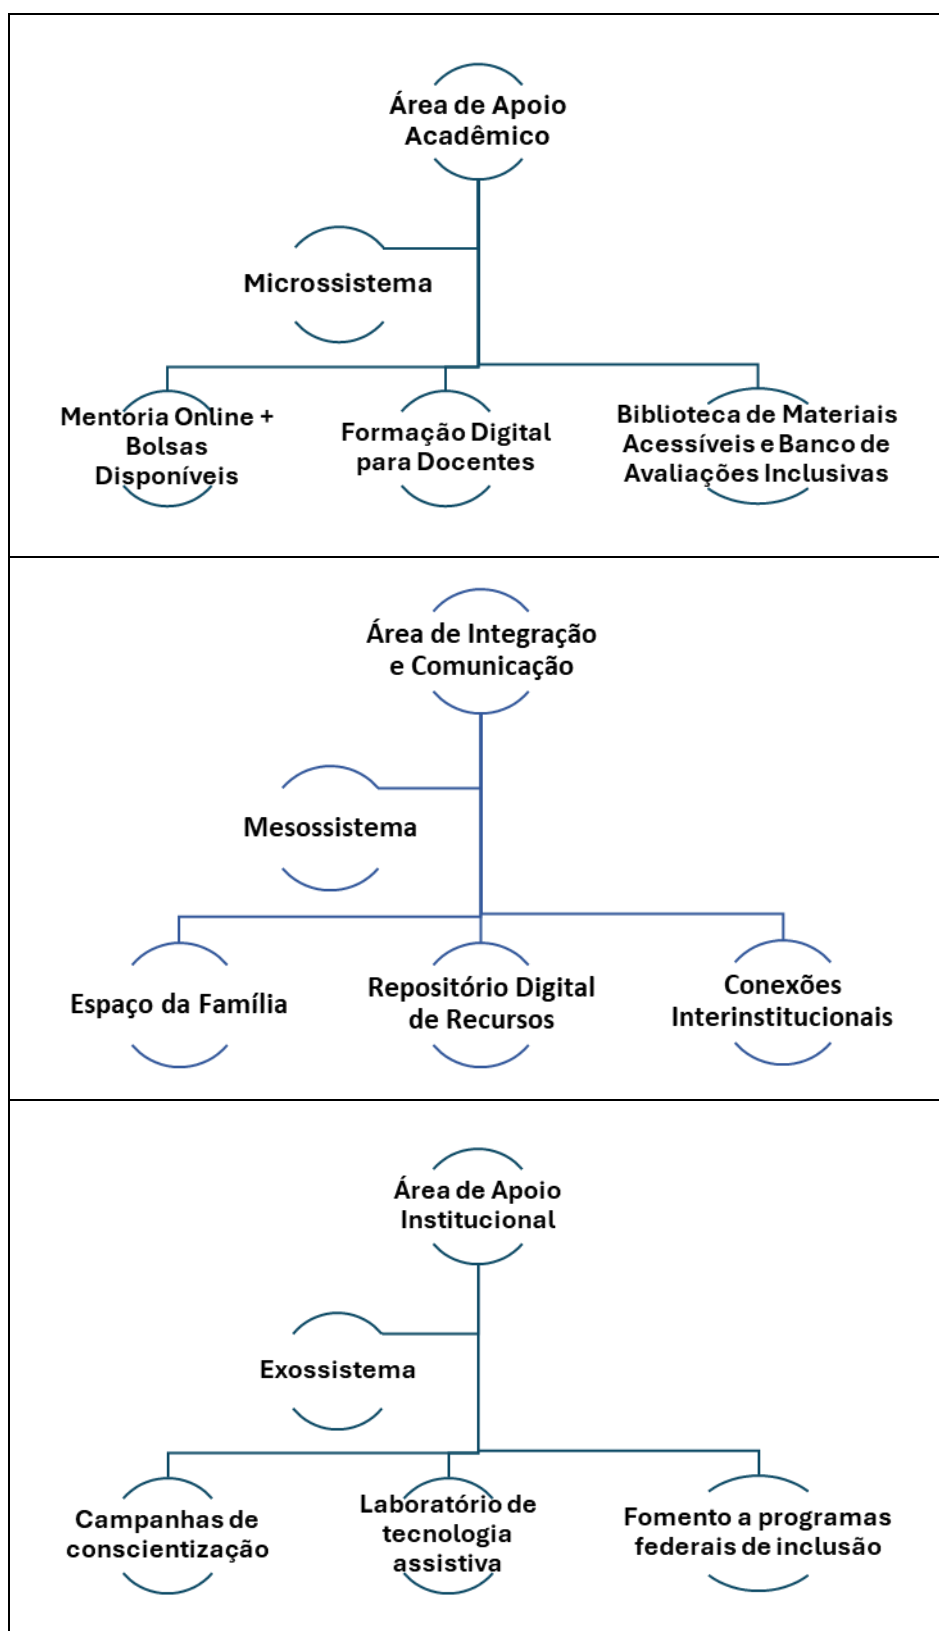 Área de Apoio
Acadêmico
Microssistema
Mentoria Online +
Bolsas
Disponíveis
Formação Digital
para Docentes
Biblioteca de Materiais
Acessíveis e Banco de
Avaliações Inclusivas
Área de Integração
e Comunicação
Mesossistema
Espaço da Família
Repositório Digital
de Recursos
Conexões
Interinstitucionais
Área de Apoio
Institucional
Exossistema
Campanhas de
conscientização
Laboratório de
tecnologia
assistiva
Fomento a programas
federais de inclusão